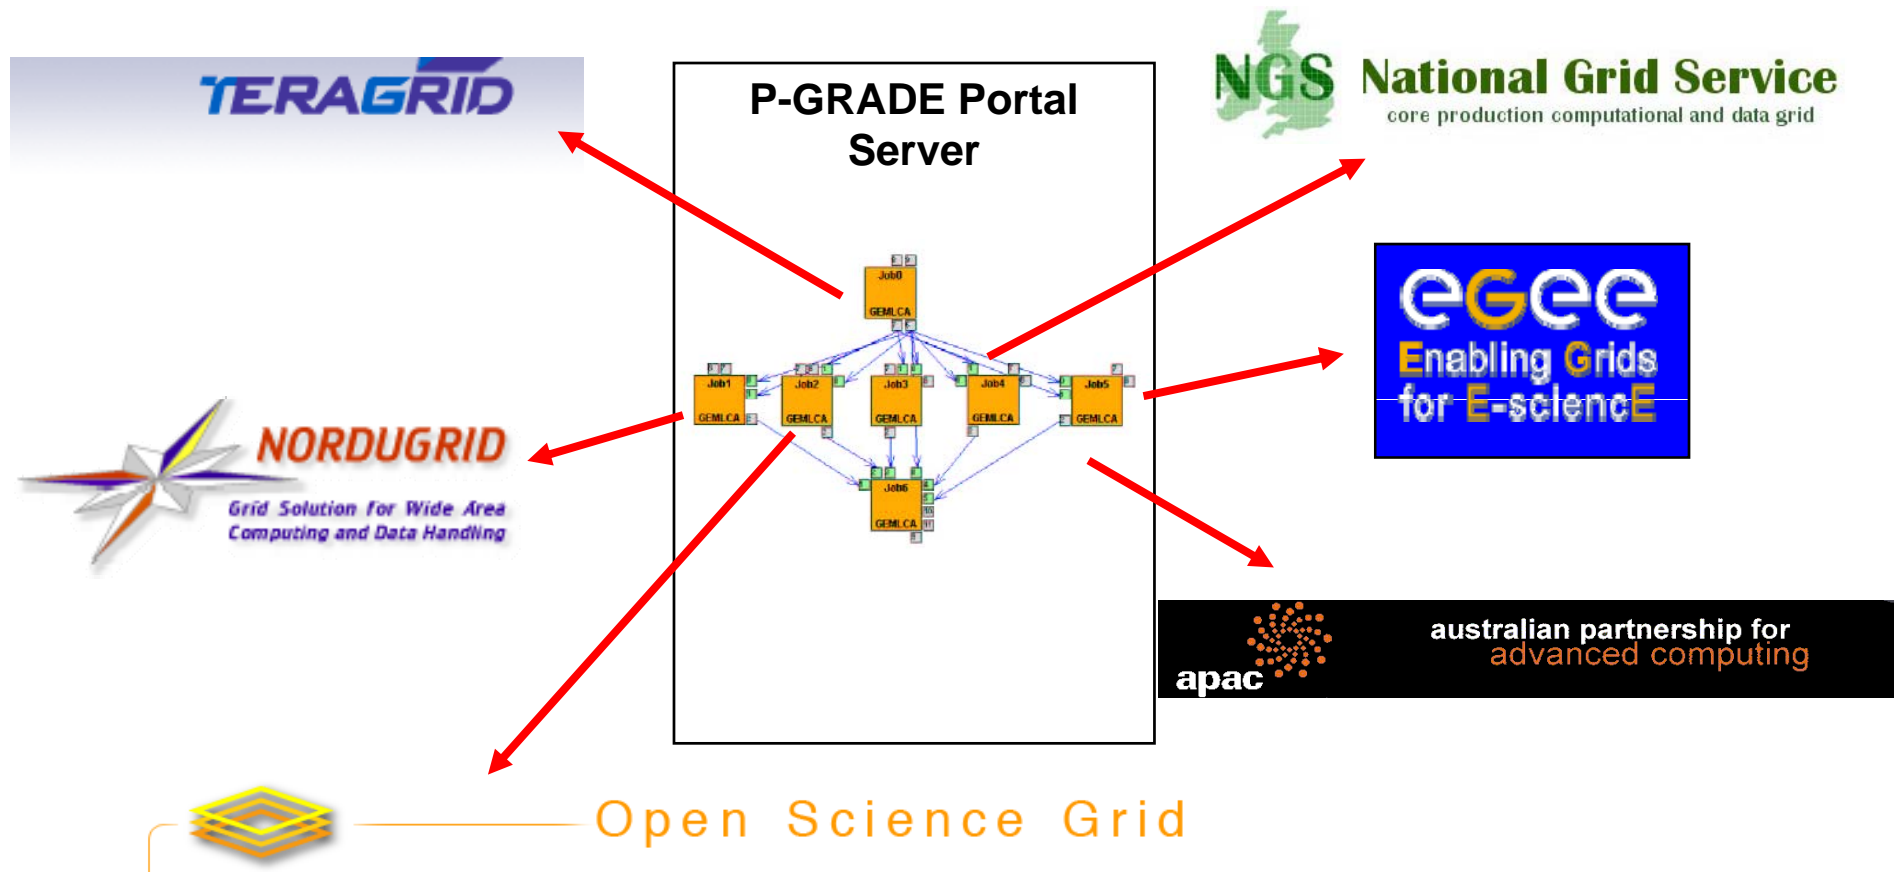 TERAGRID
P-GRADE Portal
Server
NGS National Grid Service
core production computational and data grid
egee
Enabling Grids
for E-sciencE
Job0
GEMLCA
Job1
GEMLCA
Job2
GEMLCA
Job3
GEMLCA
Job4
GEMLCA
Job5
GEMLCA
Job6
GEMLCA
NORDUGRID
Grid Solution for Wide Area
Computing and Data Handling
apac
australian partnership for
advanced computing
Open Science Grid